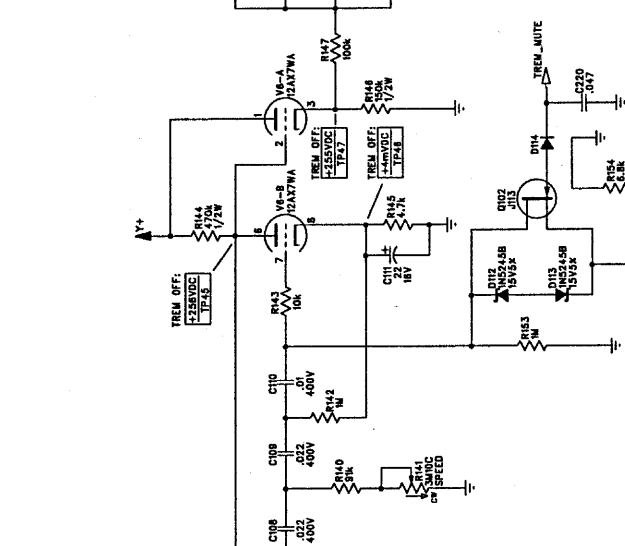 R147
100k
TREM_MUTE
V6-A
12AX7WA
1
2
3
R146
150k
1/2W
C220
.047
TREM OFF:
+255VDC
TP47
TREM OFF:
+4mVDC
TP46
D114
Y+
R144
470k
1/2W
V6-B
12AX7WA
6
7
8
R145
4.7k
Q102
J113
R154
6.8k
TREM OFF:
+256VDC
TP45
R143
10k
+
C111
22
16V
D112
1N5245B
15V5%
D113
1N5245B
15V5%
R153
1M
C110
.01
400V
R142
1M
C109
.022
400V
R140
91k
R141
3M10C
SPEED
CW
C108
.022
400V